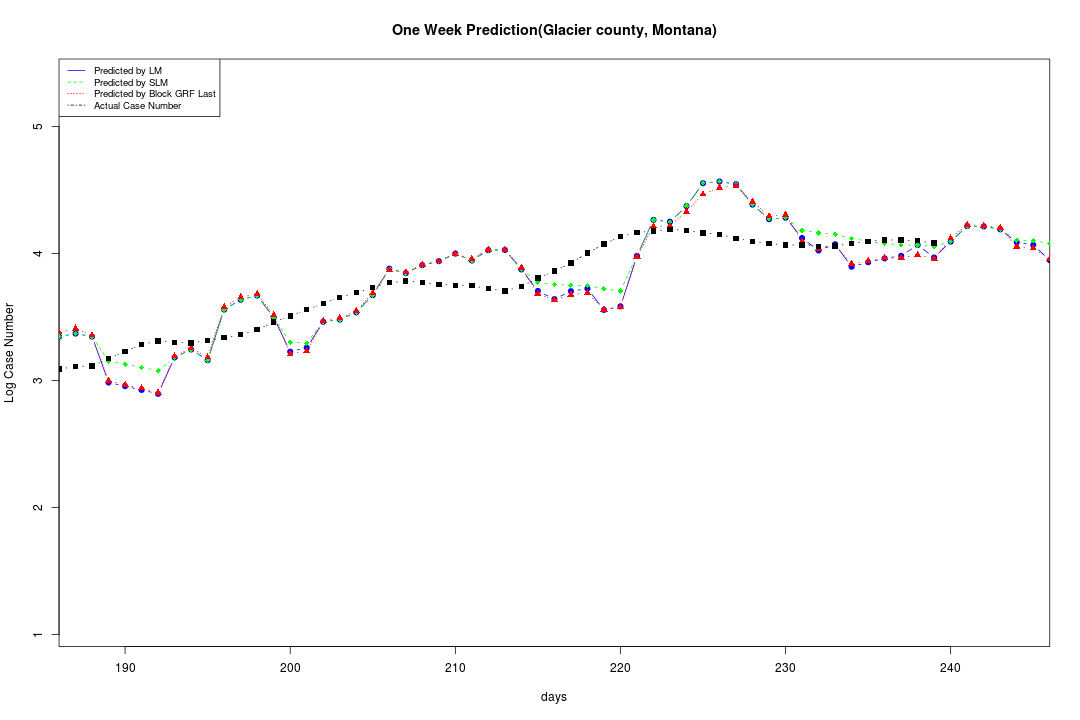 One Week Prediction(Glacier county, Montana)
Predicted by LM
Predicted by SLM
Predicted by Block GRF Last
Actual Case Number
5
4
3
2
1
Log Case Number
190 200 210 220 230 240
days